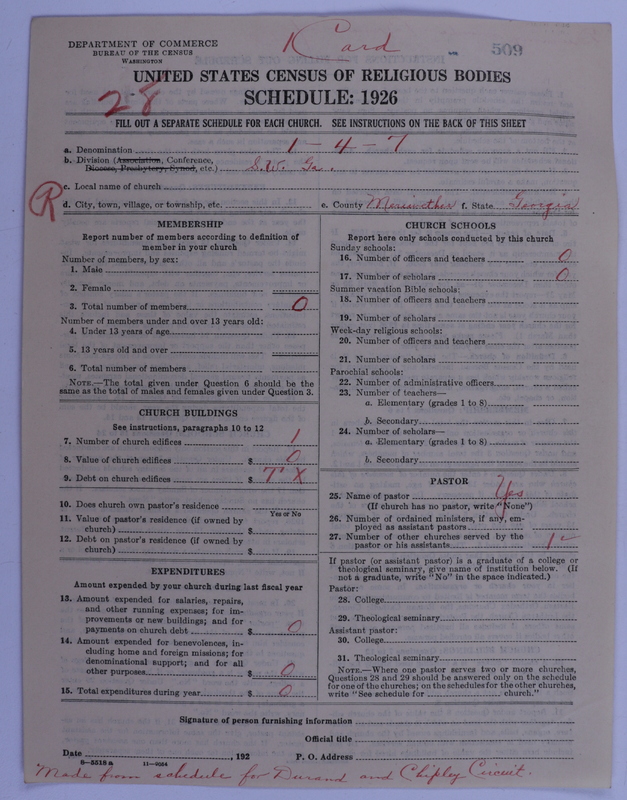 DEPARTMENT OF COMMERCE
BUREAU OF THE CENSUS
WASHINGTON
Card
509
UNITED STATES CENSUS OF RELIGIOUS BODIES
28
SCHEDULE: 1926
FILL OUT A SEPARATE SCHEDULE FOR EACH CHURCH. SEE INSTRUCTIONS ON THE BACK OF THIS SHEET
a. Denomination 1-4-7
b. Division (Association, Conference,
Diocese, Presbytery, Synod, etc.) S.W. Ga.
c. Local name of church
R
d. City, town, village, or township, etc. e. County Meriwether f. State Georgia
MEMBERSHIP
Report number of members according to definition of
member in your church
Number of members, by sex:
1. Male
2. Female
3. Total number of members 0
Number of members under and over 13 years old:
4. Under 13 years of age
5. 13 years old and over
6. Total number of members
NOTE.—The total given under Question 6 should be the
same as the total of males and females given under Question 3.
CHURCH BUILDINGS
See instructions, paragraphs 10 to 12
7. Number of church edifices 1
8. Value of church edifices $ 0
9. Debt on church edifices $ T X
10. Does church own pastor's residence
Yes or No
11. Value of pastor's residence (if owned by
church) $
12. Debt on pastor's residence (if owned by
church) $
EXPENDITURES
Amount expended by your church during last fiscal year
13. Amount expended for salaries, repairs,
and other running expenses; for im-
provements or new buildings; and for
payments on church debt $ 0
14. Amount expended for benevolences, in-
cluding home and foreign missions; for
denominational support; and for all
other purposes $ 0
15. Total expenditures during year $ 0
CHURCH SCHOOLS
Report here only schools conducted by this church
Sunday schools:
16. Number of officers and teachers 0
17. Number of scholars 0
Summer vacation Bible schools:
18. Number of officers and teachers
19. Number of scholars
Week-day religious schools:
20. Number of officers and teachers
21. Number of scholars
Parochial schools:
22. Number of administrative officers
23. Number of teachers—
a. Elementary (grades 1 to 8)
b. Secondary
24. Number of scholars—
a. Elementary (grades 1 to 8)
b. Secondary
PASTOR
25. Name of pastor Yes
(If church has no pastor, write "None")
26. Number of ordained ministers, if any, em-
ployed as assistant pastors
27. Number of other churches served by the
pastor or his assistants
If pastor (or assistant pastor) is a graduate of a college or
theological seminary, give name of institution below. (If
not a graduate, write "No" in the space indicated.)
Pastor:
28. College
29. Theological seminary
Assistant pastor:
30. College
31. Theological seminary
NOTE.—Where one pastor serves two or more churches,
Questions 28 and 29 should be answered only on the schedule
for one of the churches; on the schedules for the other churches,
write "See schedule for church."
Signature of person furnishing information
Official title
Date , 192 P. O. Address
8—5518a 11—9084
Made from schedule for Durand and Chipley Circuit.